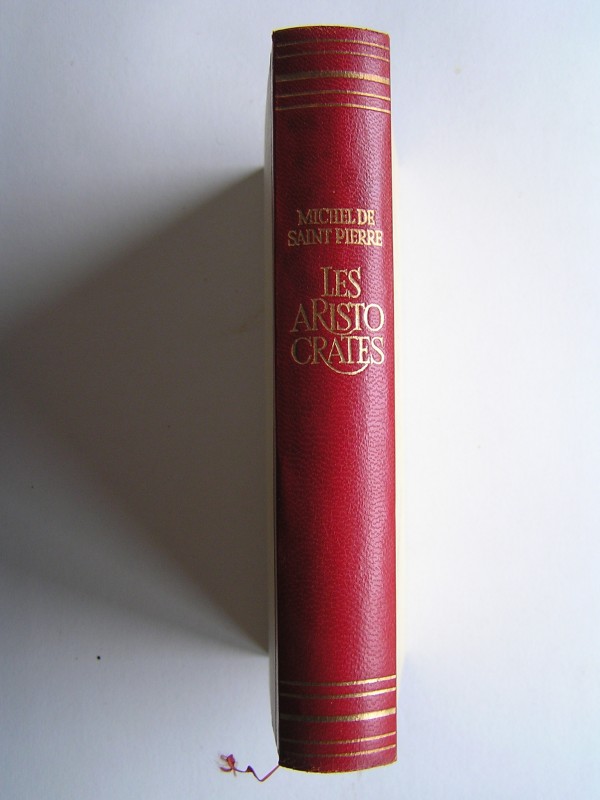 MICHEL DE
SAINT PIERRE
LES
ARISTO
CRATES